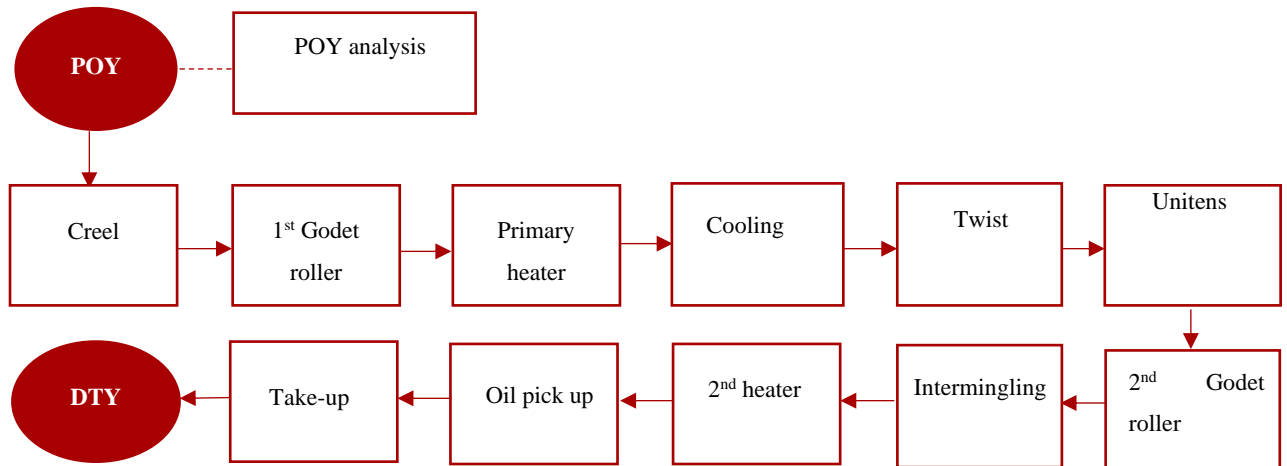 POY
POY analysis
Creel
1st Godet
roller
Primary
heater
Cooling
Twist
Unitens
DTY
Take-up
Oil pick up
2nd heater
Intermingling
2nd Godet
roller